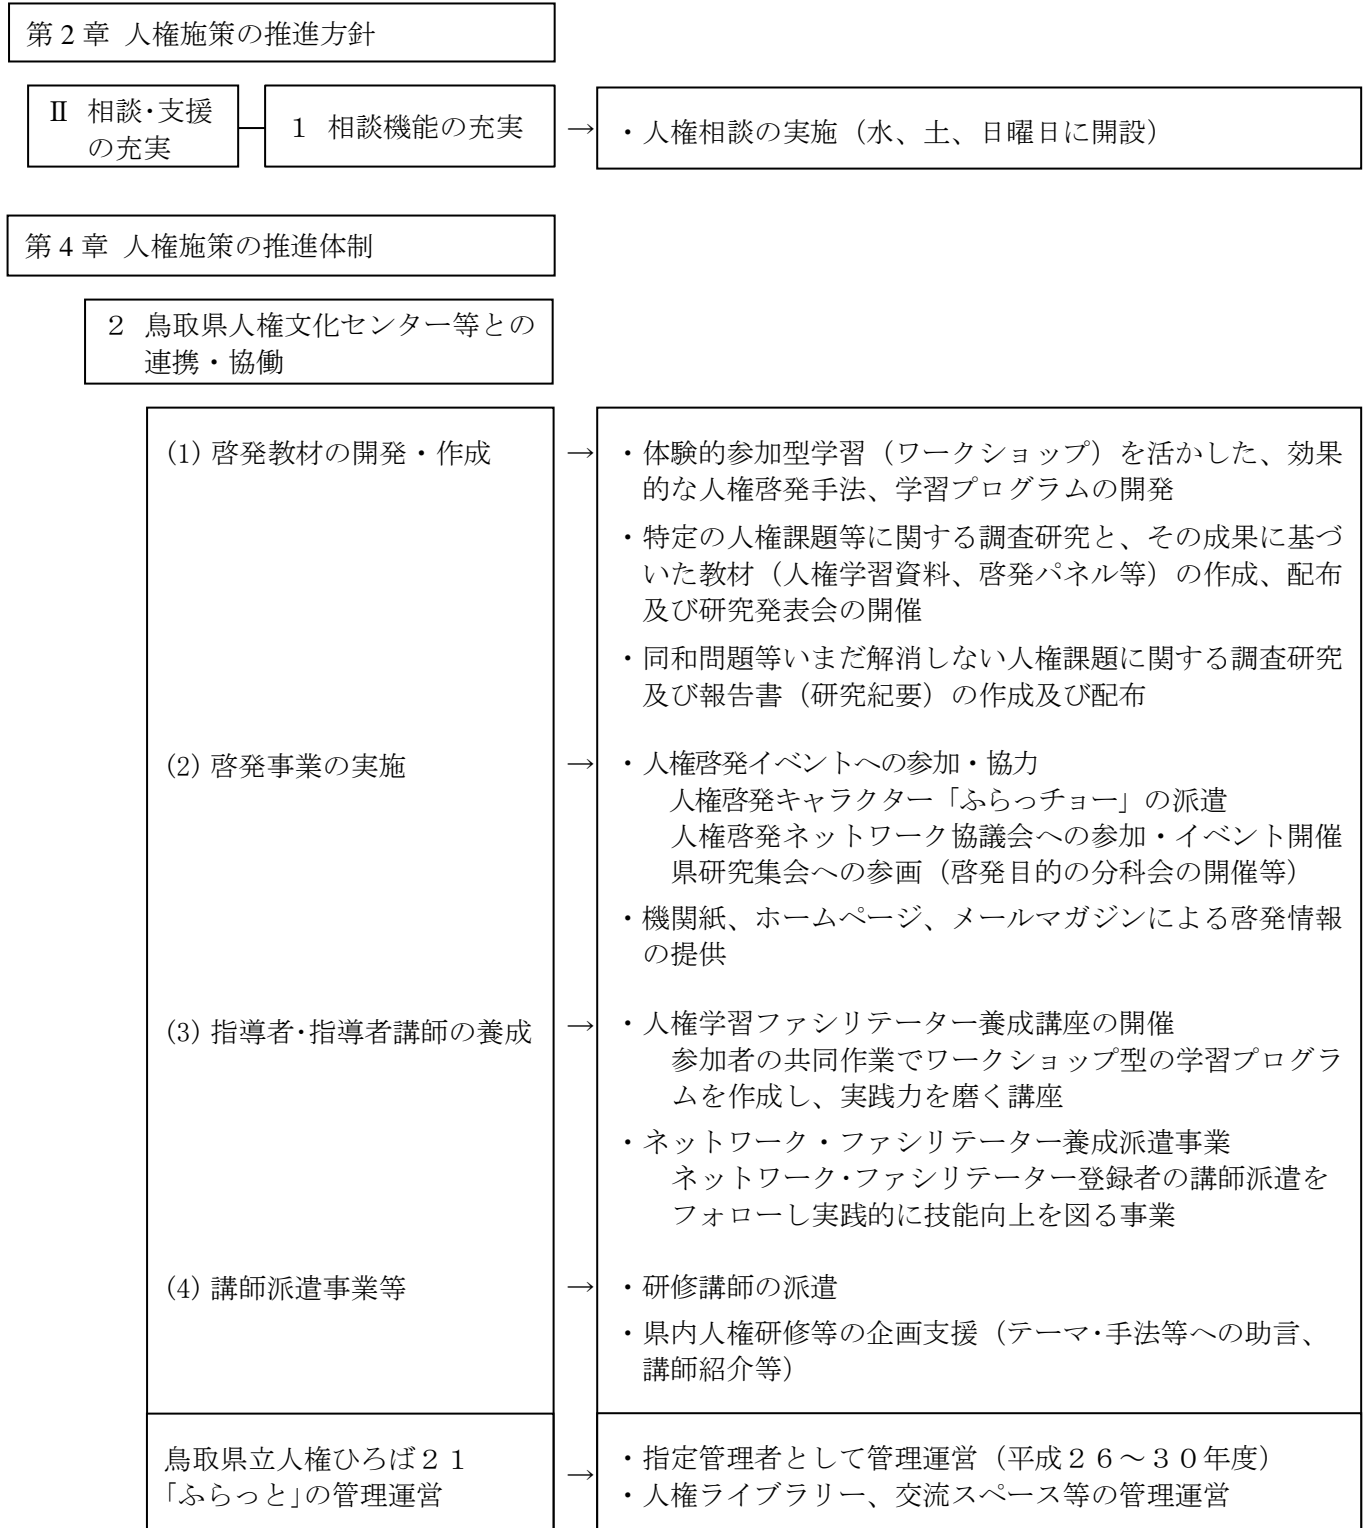 第2章 人権施策の推進方針
Ⅱ 相談・支援
の充実
1 相談機能の充実
→
・人権相談の実施（水、土、日曜日に開設）
第4章 人権施策の推進体制
２ 鳥取県人権文化センター等との
連携・協働
(1) 啓発教材の開発・作成
→
・体験的参加型学習（ワークショップ）を活かした、効果
的な人権啓発手法、学習プログラムの開発
・特定の人権課題等に関する調査研究と、その成果に基づ
いた教材（人権学習資料、啓発パネル等）の作成、配布
及び研究発表会の開催
・同和問題等いまだ解消しない人権課題に関する調査研究
及び報告書（研究紀要）の作成及び配布
(2) 啓発事業の実施
→
・人権啓発イベントへの参加・協力
人権啓発キャラクター「ふらっチョー」の派遣
人権啓発ネットワーク協議会への参加・イベント開催
県研究集会への参画（啓発目的の分科会の開催等）
・機関紙、ホームページ、メールマガジンによる啓発情報
の提供
(3) 指導者・指導者講師の養成
→
・人権学習ファシリテーター養成講座の開催
参加者の共同作業でワークショップ型の学習プログラ
ムを作成し、実践力を磨く講座
・ネットワーク・ファシリテーター養成派遣事業
ネットワーク・ファシリテーター登録者の講師派遣を
フォローし実践的に技能向上を図る事業
(4) 講師派遣事業等
→
・研修講師の派遣
・県内人権研修等の企画支援（テーマ・手法等への助言、
講師紹介等）
鳥取県立人権ひろば２１
「ふらっと」の管理運営
→
・指定管理者として管理運営（平成２６～３０年度）
・人権ライブラリー、交流スペース等の管理運営